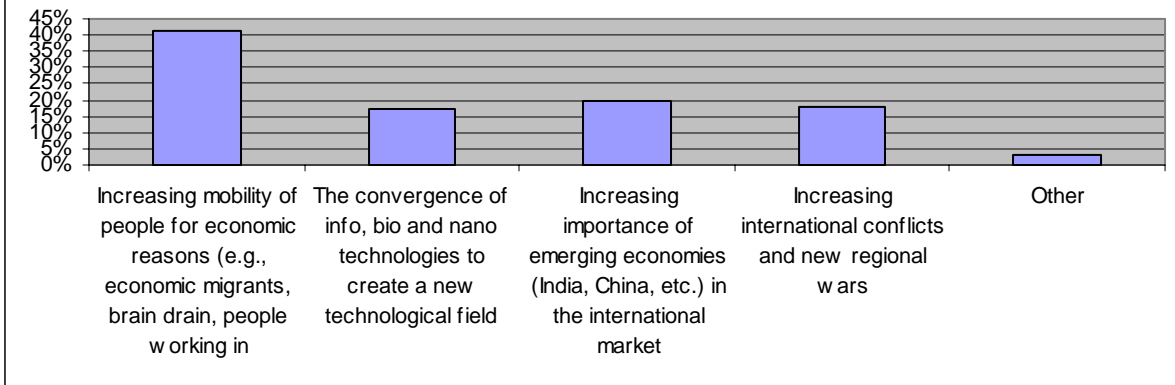 45%
40%
35%
30%
25%
20%
15%
10%
5%
0%
Increasing mobility of
people for economic
reasons (e.g.,
economic migrants,
brain drain, people
working in
The convergence of
info, bio and nano
technologies to
create a new
technological field
Increasing
importance of
emerging economies
(India, China, etc.) in
the international
market
Increasing
international conflicts
and new regional
wars
Other